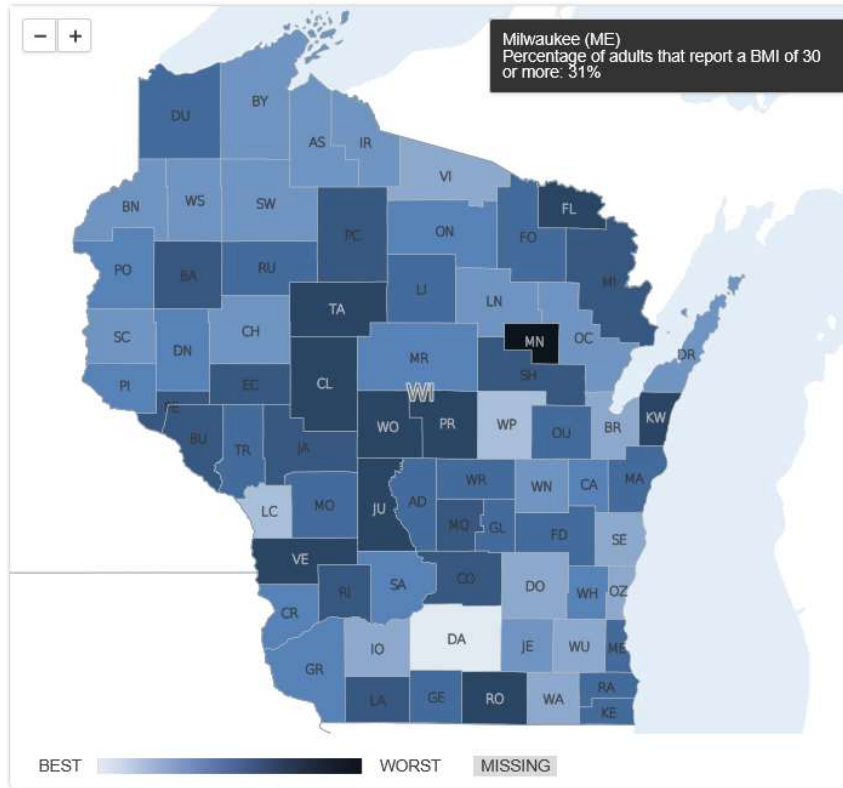 − +
Milwaukee (ME)
Percentage of adults that report a BMI of 30
or more: 31%
DU
BY
AS
IR
VI
BN
WS
SW
PC
ON
FO
FL
MI
PO
BA
RU
LI
LN
OC
TA
SC
DN
CH
MR
MN
DR
PI
EC
CL
WI
SH
PE
BU
TR
JA
WO
PR
WP
OU
BR
KW
LC
MO
JU
AD
WR
WN
CA
MA
MQ
GL
FD
SE
VE
RI
SA
CO
DO
WH
OZ
CR
GR
IO
DA
JE
WU
ME
LA
GE
RO
WA
RA
KE
BEST WORST MISSING